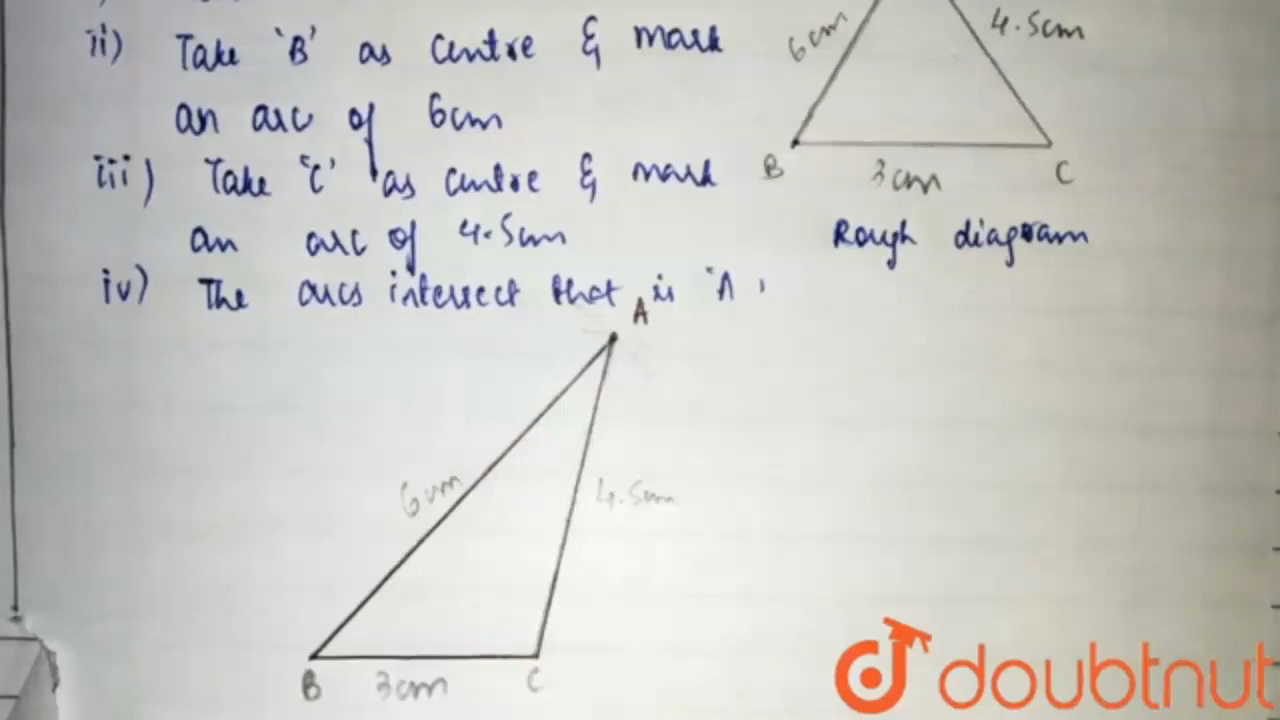 ii) Take 'B' as centre & mark
an arc of 6cm
iii) Take 'C' as centre & mark
an arc of 4.5cm
iv) The arcs intersect that is 'A'
6cm
4.5cm
B
3cm
C
Rough diagram
A
6cm
4.5cm
B
3cm
C
doubtnut